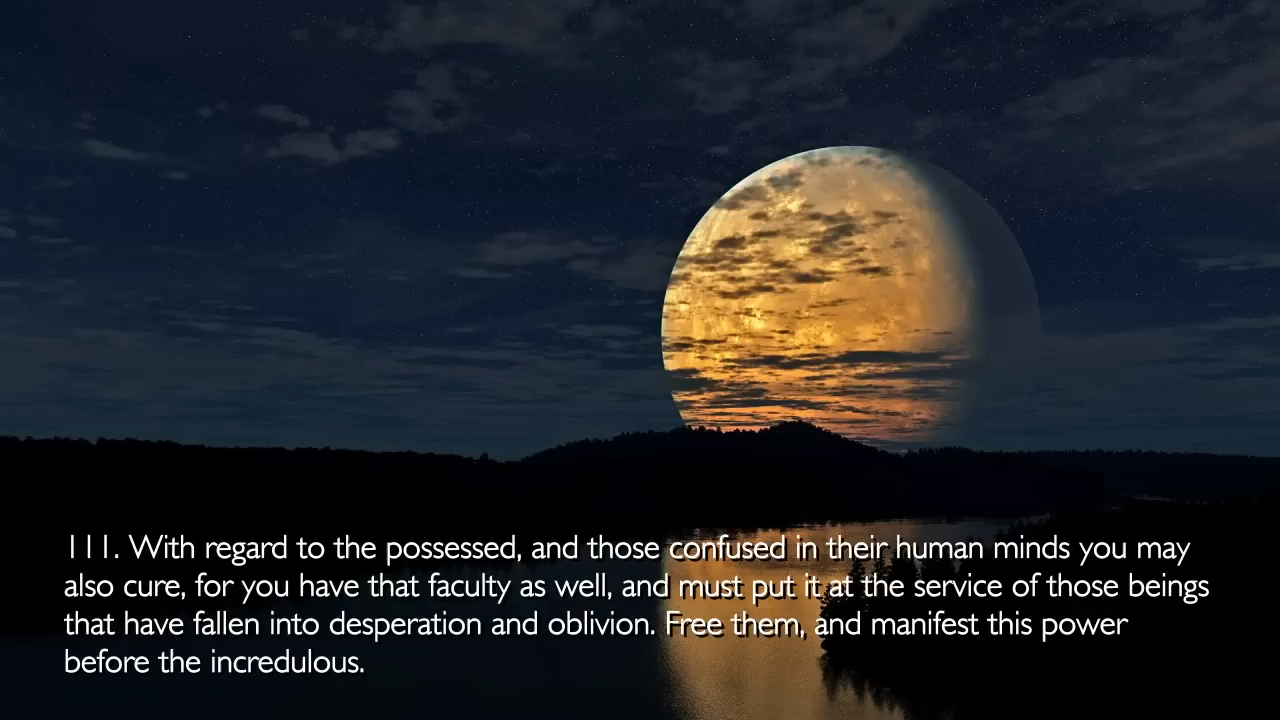 111. With regard to the possessed, and those confused in their human minds you may
also cure, for you have that faculty as well, and must put it at the service of those beings
that have fallen into desperation and oblivion. Free them, and manifest this power
before the incredulous.